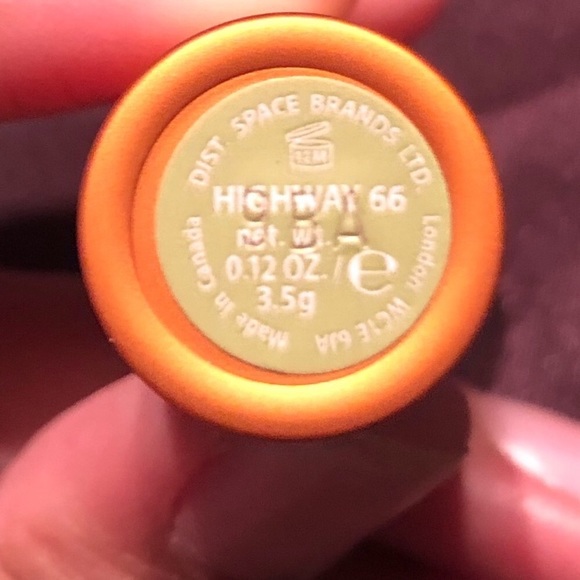 DIST. SPACE BRANDS LTD.
12M
HIGHWAY 66
net. wt.
0.12 OZ. / e
3.5g
Made in Canada
London, WC1E 6JA